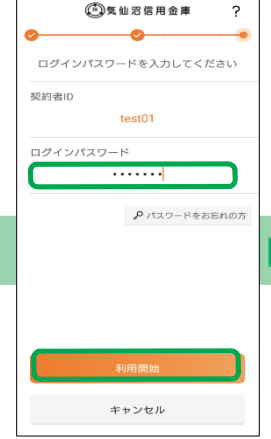 気仙沼信用金庫 ?
ログインパスワードを入力してください
契約者ID
test01
ログインパスワード
•••••••
パスワードをお忘れの方
利用開始
キャンセル